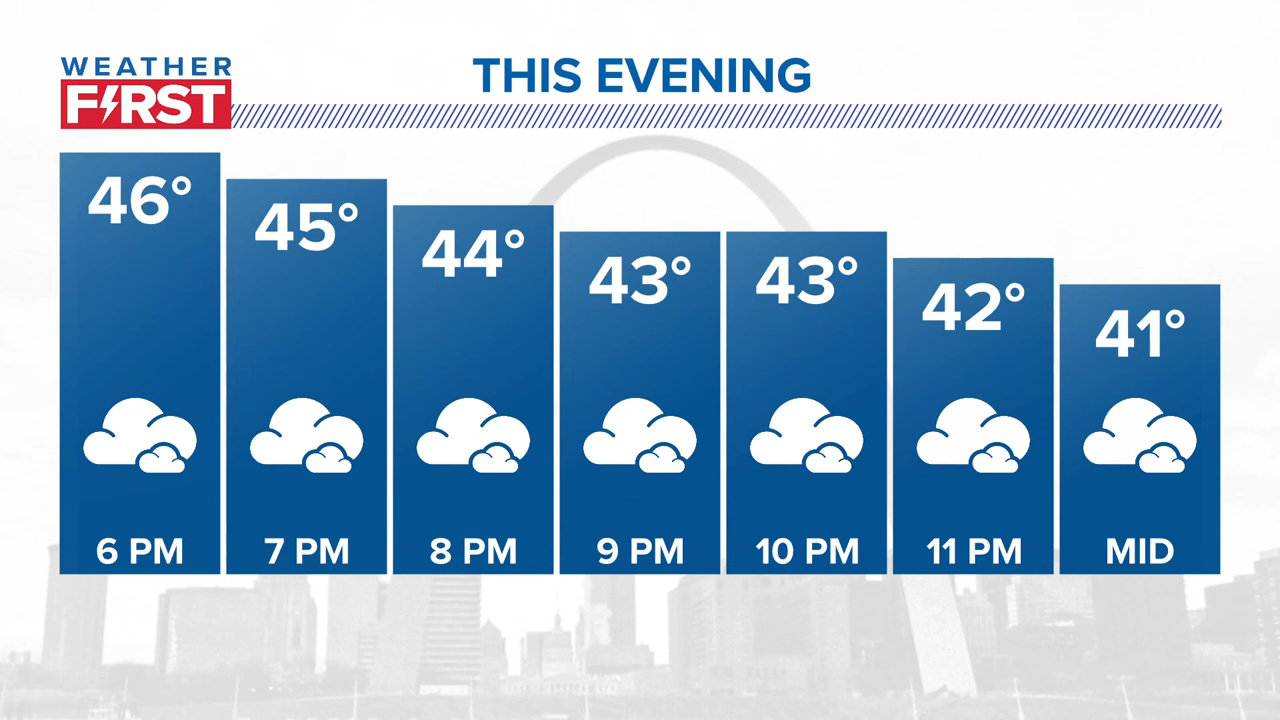 WEATHER
FIRST
THIS EVENING
46° 45° 44° 43° 43° 42° 41°
6 PM 7 PM 8 PM 9 PM 10 PM 11 PM MID